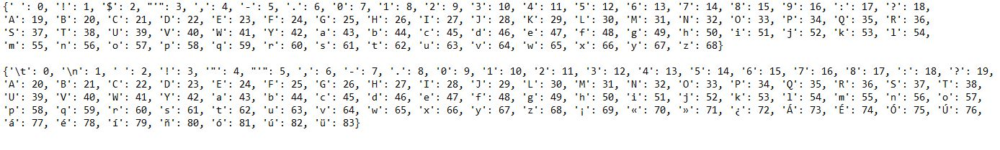 {' ': 0, '!': 1, '$': 2, "'": 3, ',': 4, '-': 5, '.': 6, '0': 7, '1': 8, '2': 9, '3': 10, '4': 11, '5': 12, '6': 13, '7': 14, '8': 15, '9': 16, ':': 17, '?': 18,
'A': 19, 'B': 20, 'C': 21, 'D': 22, 'E': 23, 'F': 24, 'G': 25, 'H': 26, 'I': 27, 'J': 28, 'K': 29, 'L': 30, 'M': 31, 'N': 32, 'O': 33, 'P': 34, 'Q': 35, 'R': 36,
'S': 37, 'T': 38, 'U': 39, 'V': 40, 'W': 41, 'Y': 42, 'a': 43, 'b': 44, 'c': 45, 'd': 46, 'e': 47, 'f': 48, 'g': 49, 'h': 50, 'i': 51, 'j': 52, 'k': 53, 'l': 54,
'm': 55, 'n': 56, 'o': 57, 'p': 58, 'q': 59, 'r': 60, 's': 61, 't': 62, 'u': 63, 'v': 64, 'w': 65, 'x': 66, 'y': 67, 'z': 68}
{'\t': 0, '\n': 1, ' ': 2, '!': 3, '"': 4, "'": 5, ',': 6, '-': 7, '.': 8, '0': 9, '1': 10, '2': 11, '3': 12, '4': 13, '5': 14, '6': 15, '7': 16, '8': 17, ':': 18, '?': 19,
'A': 20, 'B': 21, 'C': 22, 'D': 23, 'E': 24, 'F': 25, 'G': 26, 'H': 27, 'I': 28, 'J': 29, 'L': 30, 'M': 31, 'N': 32, 'O': 33, 'P': 34, 'Q': 35, 'R': 36, 'S': 37, 'T': 38,
'U': 39, 'V': 40, 'W': 41, 'Y': 42, 'a': 43, 'b': 44, 'c': 45, 'd': 46, 'e': 47, 'f': 48, 'g': 49, 'h': 50, 'i': 51, 'j': 52, 'k': 53, 'l': 54, 'm': 55, 'n': 56, 'o': 57,
'p': 58, 'q': 59, 'r': 60, 's': 61, 't': 62, 'u': 63, 'v': 64, 'w': 65, 'x': 66, 'y': 67, 'z': 68, '¡': 69, '«': 70, '»': 71, '¿': 72, 'Á': 73, 'É': 74, 'Ó': 75, 'Ú': 76,
'á': 77, 'é': 78, 'í': 79, 'ñ': 80, 'ó': 81, 'ú': 82, 'ü': 83}